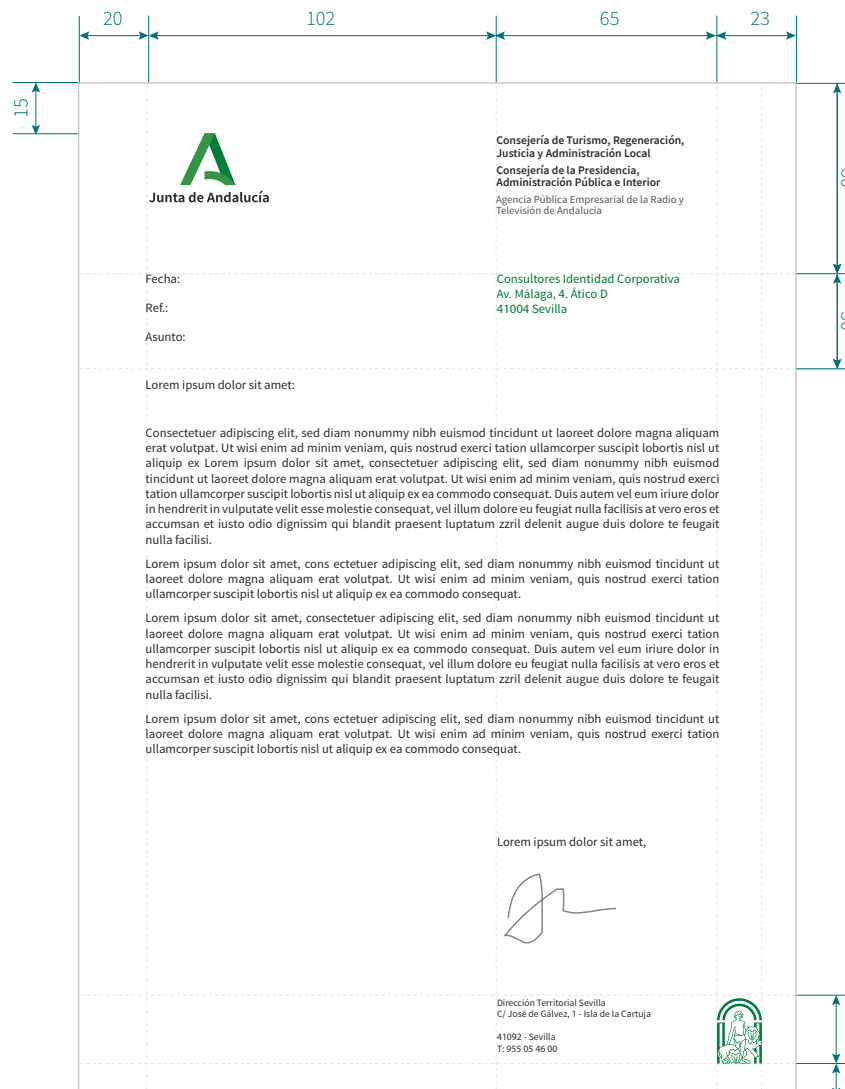 20 102 65 23
15
Junta de Andalucía
Consejería de Turismo, Regeneración,
Justicia y Administración Local
Consejería de la Presidencia,
Administración Pública e Interior
Agencia Pública Empresarial de la Radio y
Televisión de Andalucía
Fecha:
Ref.:
Asunto:
Consultores Identidad Corporativa
Av. Málaga, 4. Ático D
41004 Sevilla
Lorem ipsum dolor sit amet:
Consectetuer adipiscing elit, sed diam nonummy nibh euismod tincidunt ut laoreet dolore magna aliquam
erat volutpat. Ut wisi enim ad minim veniam, quis nostrud exerci tation ullamcorper suscipit lobortis nisl ut
aliquip ex Lorem ipsum dolor sit amet, consectetuer adipiscing elit, sed diam nonummy nibh euismod
tincidunt ut laoreet dolore magna aliquam erat volutpat. Ut wisi enim ad minim veniam, quis nostrud exerci
tation ullamcorper suscipit lobortis nisl ut aliquip ex ea commodo consequat. Duis autem vel eum iriure dolor
in hendrerit in vulputate velit esse molestie consequat, vel illum dolore eu feugiat nulla facilisis at vero eros et
accumsan et iusto odio dignissim qui blandit praesent luptatum zzril delenit augue duis dolore te feugait
nulla facilisi.
Lorem ipsum dolor sit amet, cons ectetuer adipiscing elit, sed diam nonummy nibh euismod tincidunt ut
laoreet dolore magna aliquam erat volutpat. Ut wisi enim ad minim veniam, quis nostrud exerci tation
ullamcorper suscipit lobortis nisl ut aliquip ex ea commodo consequat.
Lorem ipsum dolor sit amet, consectetuer adipiscing elit, sed diam nonummy nibh euismod tincidunt ut
laoreet dolore magna aliquam erat volutpat. Ut wisi enim ad minim veniam, quis nostrud exerci tation
ullamcorper suscipit lobortis nisl ut aliquip ex ea commodo consequat. Duis autem vel eum iriure dolor in
hendrerit in vulputate velit esse molestie consequat, vel illum dolore eu feugiat nulla facilisis at vero eros et
accumsan et iusto odio dignissim qui blandit praesent luptatum zzril delenit augue duis dolore te feugait
nulla facilisi.
Lorem ipsum dolor sit amet, cons ectetuer adipiscing elit, sed diam nonummy nibh euismod tincidunt ut
laoreet dolore magna aliquam erat volutpat. Ut wisi enim ad minim veniam, quis nostrud exerci tation
ullamcorper suscipit lobortis nisl ut aliquip ex ea commodo consequat.
Lorem ipsum dolor sit amet,
Dirección Territorial Sevilla
C/ José de Gálvez, 1 - Isla de la Cartuja
41092 - Sevilla
T: 955 05 46 00